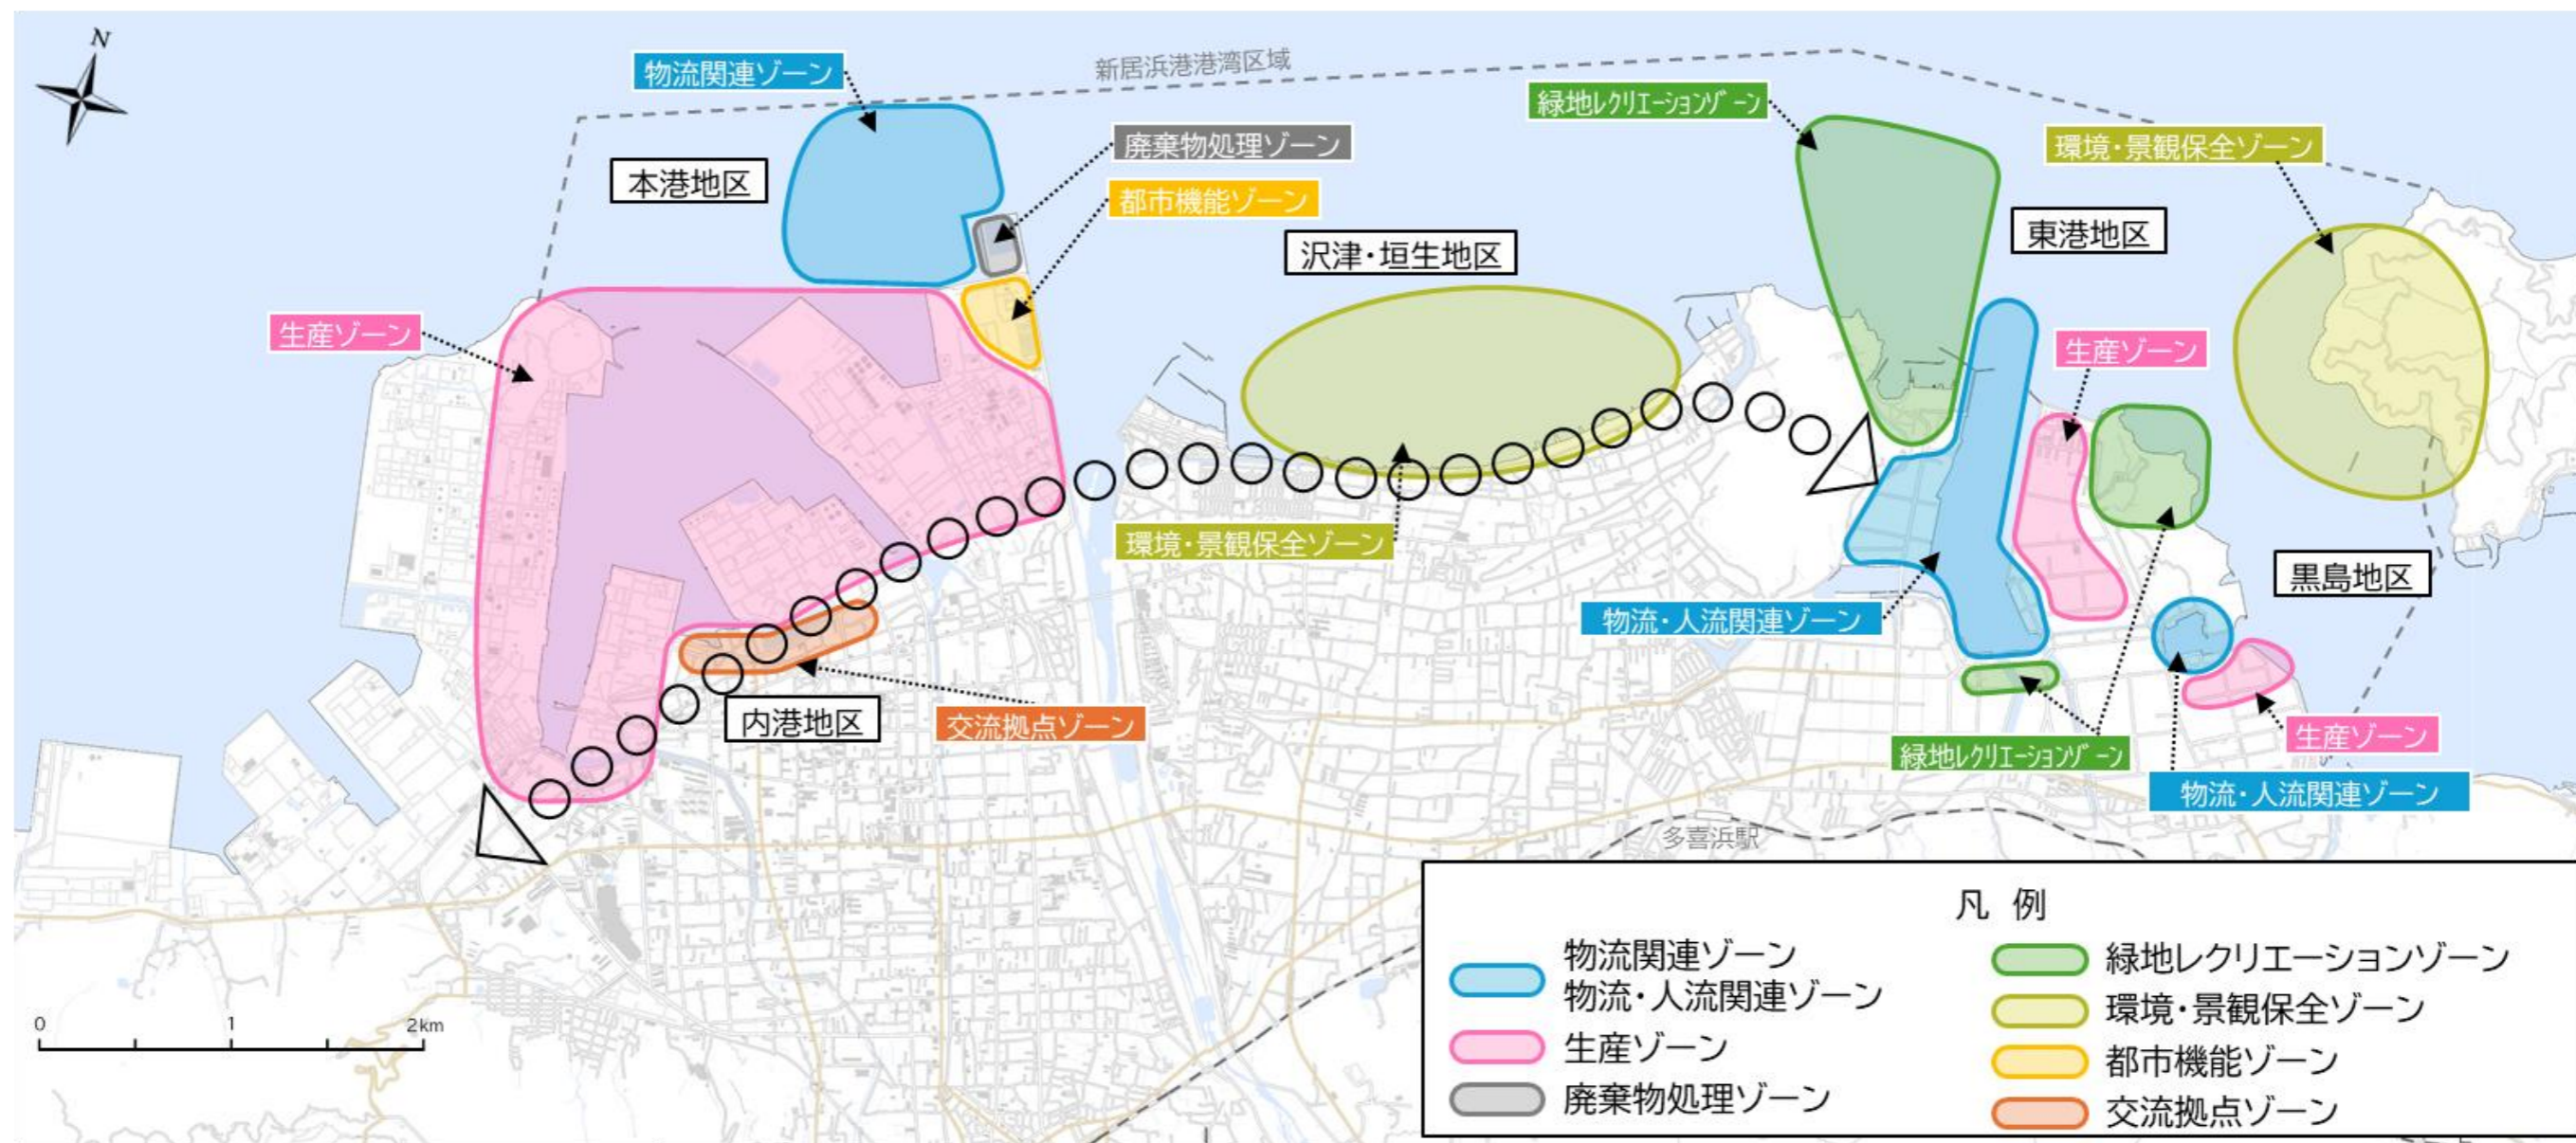 N
新居浜港港湾区域
物流関連ゾーン
緑地レクリエーションゾーン
廃棄物処理ゾーン
環境・景観保全ゾーン
本港地区
都市機能ゾーン
沢津・垣生地区
東港地区
生産ゾーン
生産ゾーン
環境・景観保全ゾーン
黒島地区
物流・人流関連ゾーン
内港地区
交流拠点ゾーン
生産ゾーン
緑地レクリエーションゾーン
物流・人流関連ゾーン
多喜浜駅
0 1 2km
凡 例
物流関連ゾーン
物流・人流関連ゾーン
生産ゾーン
廃棄物処理ゾーン
緑地レクリエーションゾーン
環境・景観保全ゾーン
都市機能ゾーン
交流拠点ゾーン